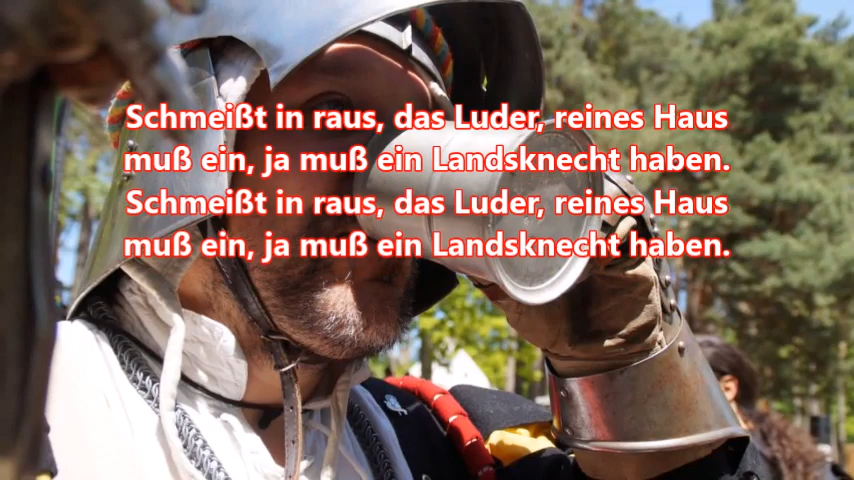 Schmeißt in raus, das Luder, reines Haus
muß ein, ja muß ein Landsknecht haben.
Schmeißt in raus, das Luder, reines Haus
muß ein, ja muß ein Landsknecht haben.